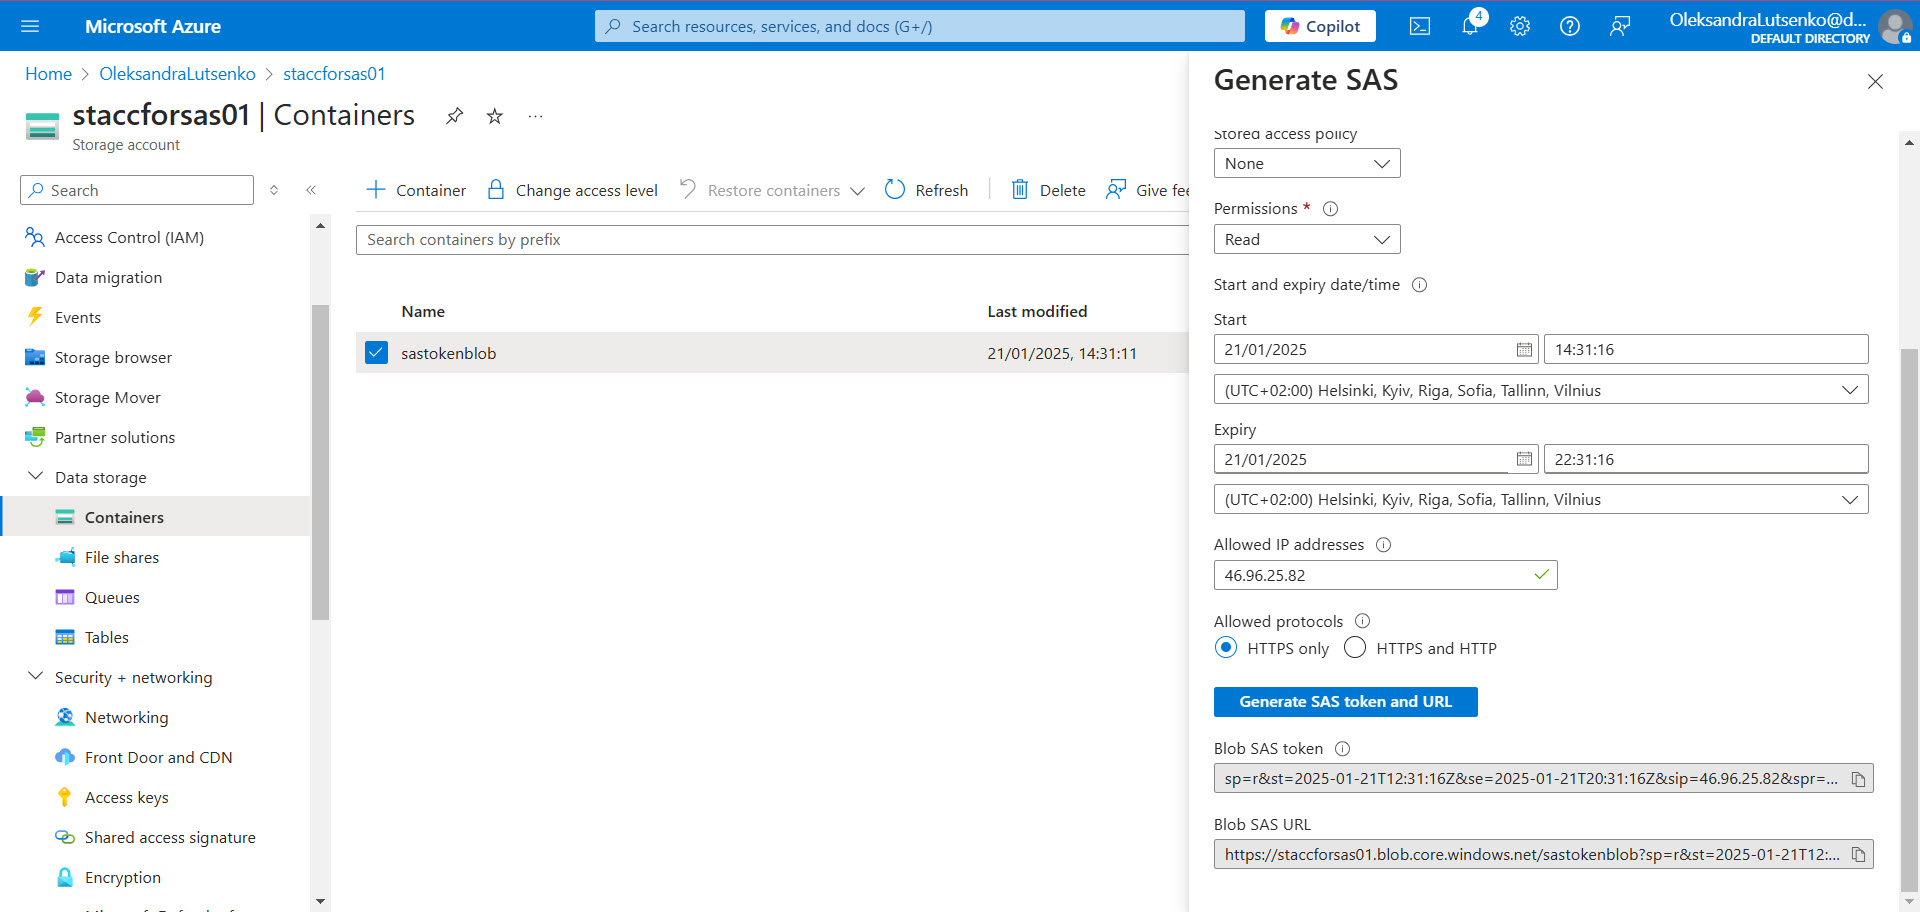 Microsoft Azure
Search resources, services, and docs (G+/)
Copilot
4
OleksandraLutsenko@d...
DEFAULT DIRECTORY
Home > OleksandraLutsenko > staccforsas01
staccforsas01 | Containers
Storage account
Search
Access Control (IAM)
Data migration
Events
Storage browser
Storage Mover
Partner solutions
Data storage
Containers
File shares
Queues
Tables
Security + networking
Networking
Front Door and CDN
Access keys
Shared access signature
Encryption
Container
Change access level
Restore containers
Refresh
Delete
Give fee
Search containers by prefix
Name
Last modified
sastokenblob
21/01/2025, 14:31:11
Generate SAS
Stored access policy
None
Permissions *
Read
Start and expiry date/time
Start
21/01/2025
14:31:16
(UTC+02:00) Helsinki, Kyiv, Riga, Sofia, Tallinn, Vilnius
Expiry
21/01/2025
22:31:16
(UTC+02:00) Helsinki, Kyiv, Riga, Sofia, Tallinn, Vilnius
Allowed IP addresses
46.96.25.82
Allowed protocols
HTTPS only
HTTPS and HTTP
Generate SAS token and URL
Blob SAS token
sp=r&st=2025-01-21T12:31:16Z&se=2025-01-21T20:31:16Z&sip=46.96.25.82&spr=...
Blob SAS URL
https://staccforsas01.blob.core.windows.net/sastokenblob?sp=r&st=2025-01-21T12:...